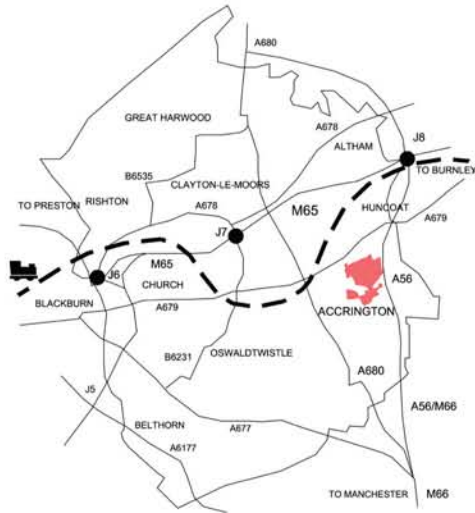 A680
A680
GREAT HARWOOD
A678
J8
ALTHAM
B6535
TO BURNLEY
CLAYTON-LE-MOORS
RISHTON
TO PRESTON
A678
M65
HUNCOAT
A679
J7
M65
J6
CHURCH
A56
BLACKBURN
A679
ACCRINGTON
OSWALDTWISTLE
B6231
A680
J5
A56/M66
BELTHORN
A677
A6177
TO MANCHESTER
M66